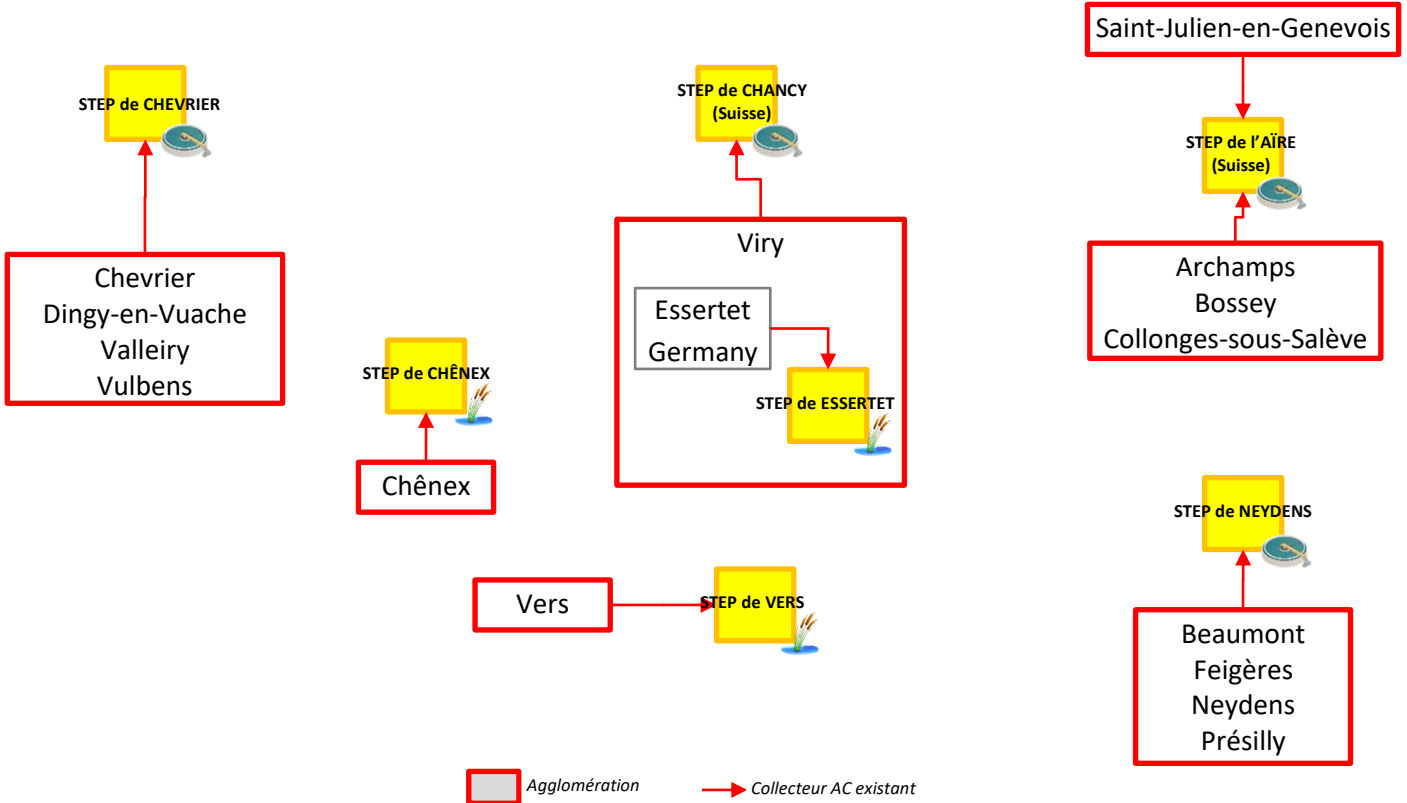 Saint-Julien-en-Genevois
STEP de CHEVRIER
STEP de CHANCY
(Suisse)
STEP de l'AÏRE
(Suisse)
Chevrier
Dingy-en-Vuache
Valleiry
Vulbens
Viry
Essertet
Germany
STEP de ESSERTET
Archamps
Bossey
Collonges-sous-Salève
STEP de CHÊNEX
Chênex
STEP de NEYDENS
Vers
STEP de VERS
Beaumont
Feigères
Neydens
Présilly
Agglomération
Collecteur AC existant